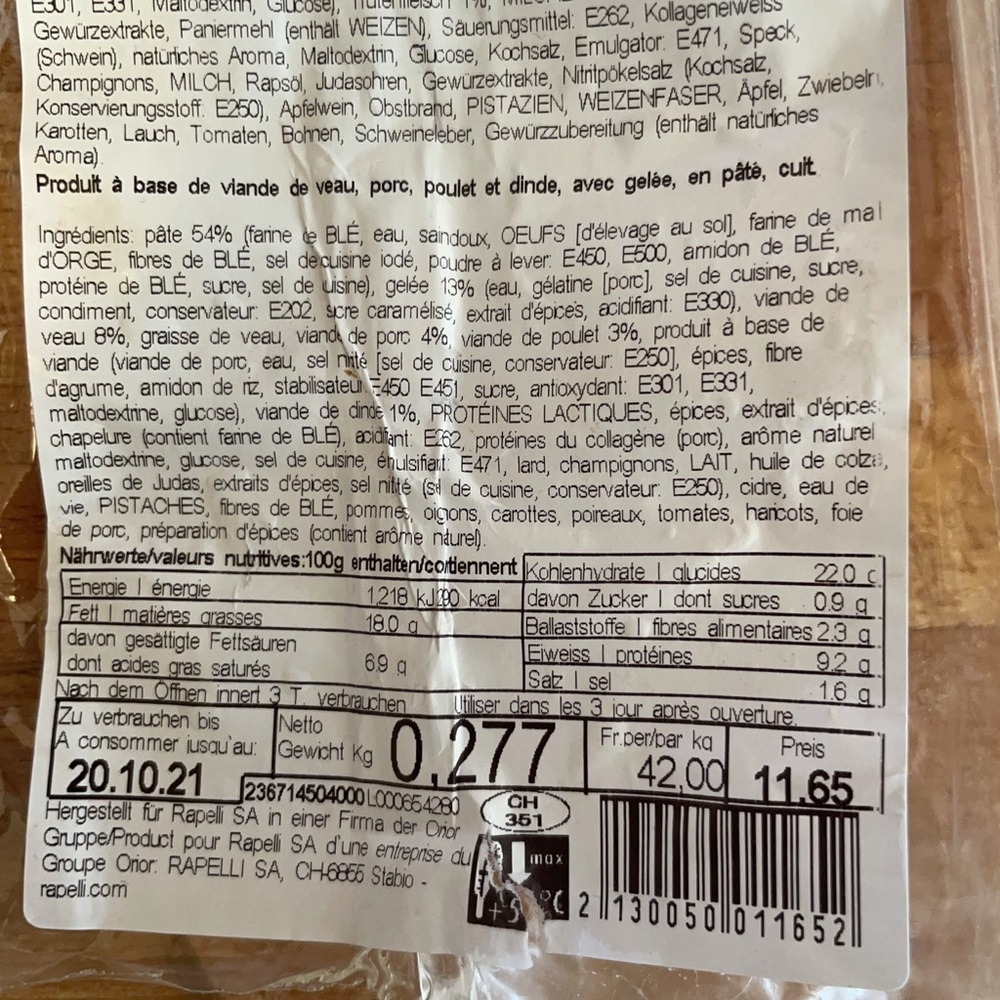 E301, E331, Maltodextrin, Glucose),
Gewürzextrakte, Paniermehl (enthält WEIZEN), Säuerungsmittel: E262, Kollageneiweiss
(Schwein), natürliches Aroma, Maltodextrin, Glucose, Kochsalz, Emulgator: E471, Speck,
Champignons, MILCH, Rapsöl, Judasohren, Gewürzextrakte, Nitritpökelsalz (Kochsalz,
Konservierungsstoff: E250), Apfelwein, Obstbrand, PISTAZIEN, WEIZENFASER, Äpfel, Zwiebeln,
Karotten, Lauch, Tomaten, Bohnen, Schweineleber, Gewürzzubereitung (enthält natürliches
Aroma).
Produit à base de viande de veau, porc, poulet et dinde, avec gelée, en pâte, cuit.
Ingrédients: pâte 54% (farine de BLÉ, eau, saindoux, OEUFS [d'élevage au sol], farine de mal
d'ORGE, fibres de BLÉ, sel de cuisine iodé, poudre à lever: E450, E500, amidon de BLÉ,
protéine de BLÉ, sucre, sel de cuisine), gelée 13% (eau, gélatine [porc], sel de cuisine, sucre,
condiment, conservateur: E202, sucre caramélisé, extrait d'épices, acidifiant: E330), viande de
veau 8%, graisse de veau, viande de porc 4%, viande de poulet 3%, produit à base de
viande (viande de porc, eau, sel nitrité [sel de cuisine, conservateur: E250], épices, fibre
d'agrume, amidon de riz, stabilisateur: E450 E451, sucre, antioxydant: E301, E331,
maltodextrine, glucose), viande de dinde 1%, PROTÉINES LACTIQUES, épices, extrait d'épices,
chapelure (contient farine de BLÉ), acidifiant: E262, protéines du collagène (porc), arôme naturel
maltodextrine, glucose, sel de cuisine, émulsifiant: E471, lard, champignons, LAIT, huile de colza,
oreilles de Judas, extraits d'épices, sel nitrité (sel de cuisine, conservateur: E250), cidre, eau de
vie, PISTACHES, fibres de BLÉ, pommes, oignons, carottes, poireaux, tomates, haricots, foie
de porc, préparation d'épices (contient arôme naturel).
Nährwerte/valeurs nutritives:100g enthalten/contiennent
Energie | énergie 1,218 kJ/290 kcal
Fett | matières grasses 18.0 g
davon gesättigte Fettsäuren
dont acides gras saturés 6.9 g
Kohlenhydrate | glucides 22.0 g
davon Zucker | dont sucres 0.9 g
Ballaststoffe | fibres alimentaires 2.3 g
Eiweiss | protéines 9.2 g
Salz | sel 1.6 g
Nach dem Öffnen innert 3 T. verbrauchen Utiliser dans les 3 jour après ouverture.
Zu verbrauchen bis
A consommer jusqu'au:
20.10.21
Netto
Gewicht Kg 0,277
Fr.per/bar kg
42,00
Preis
11.65
236714504000 L000654280
CH
351
Hergestellt für Rapelli SA in einer Firma der Orior
Gruppe/Product pour Rapelli SA d'une entreprise du
Groupe Orior: RAPELLI SA, CH-6855 Stabio -
rapelli.com
max
+5°C
2 130050 011652